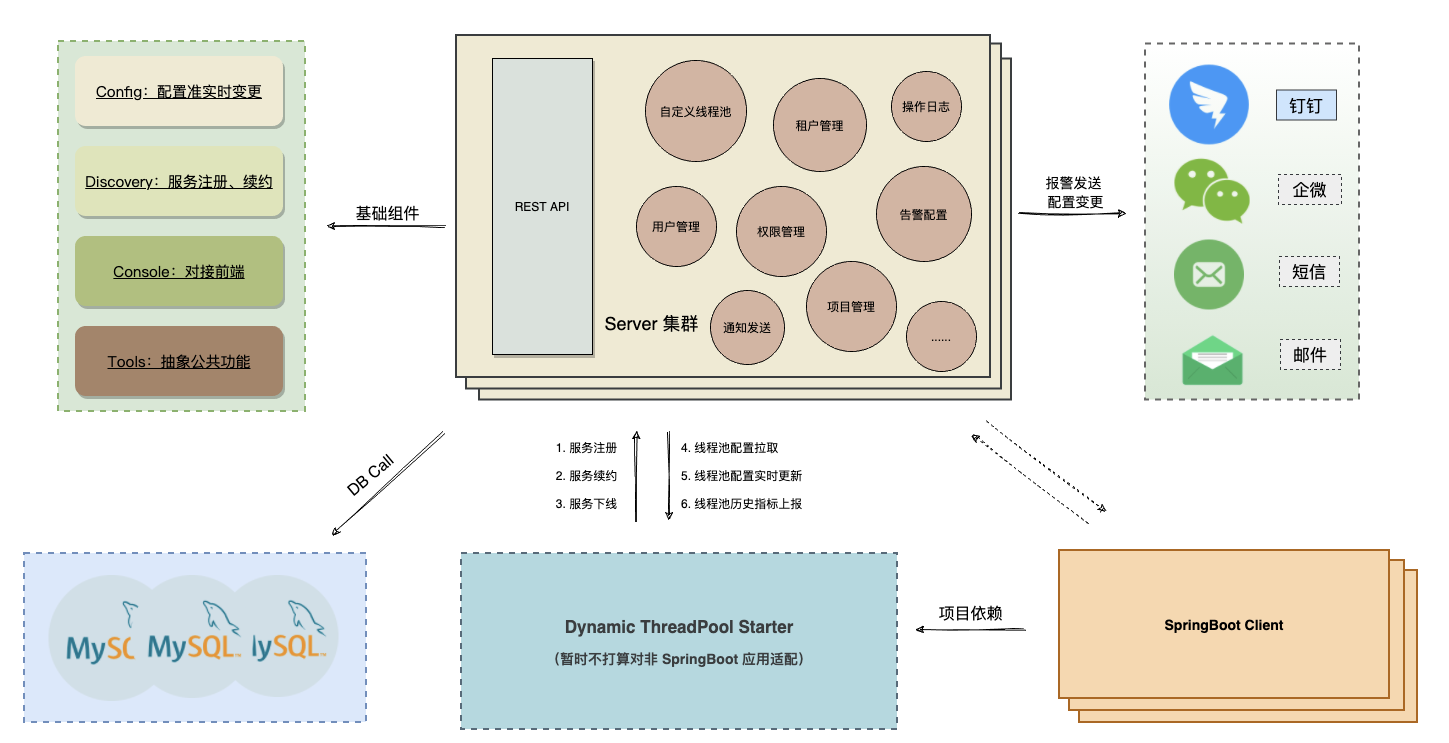 Config：配置准实时变更
Discovery：服务注册、续约
Console：对接前端
Tools：抽象公共功能
基础组件
REST API
自定义线程池
租户管理
操作日志
用户管理
权限管理
告警配置
项目管理
通知发送
......
Server 集群
报警发送
配置变更
钉钉
企微
短信
邮件
DB Call
1. 服务注册
2. 服务续约
3. 服务下线
4. 线程池配置拉取
5. 线程池配置实时更新
6. 线程池历史指标上报
MySQL
MySQL™
MySQL™
Dynamic ThreadPool Starter
（暂时不打算对非 SpringBoot 应用适配）
项目依赖
SpringBoot Client